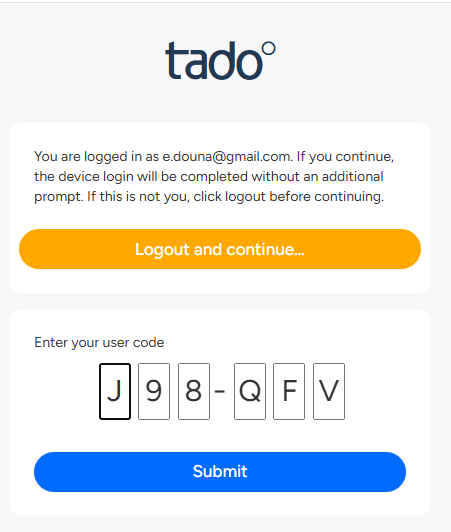 tado°
You are logged in as e.douna@gmail.com. If you continue,
the device login will be completed without an additional
prompt. If this is not you, click logout before continuing.
Logout and continue...
Enter your user code
J 9 8 - Q F V
Submit